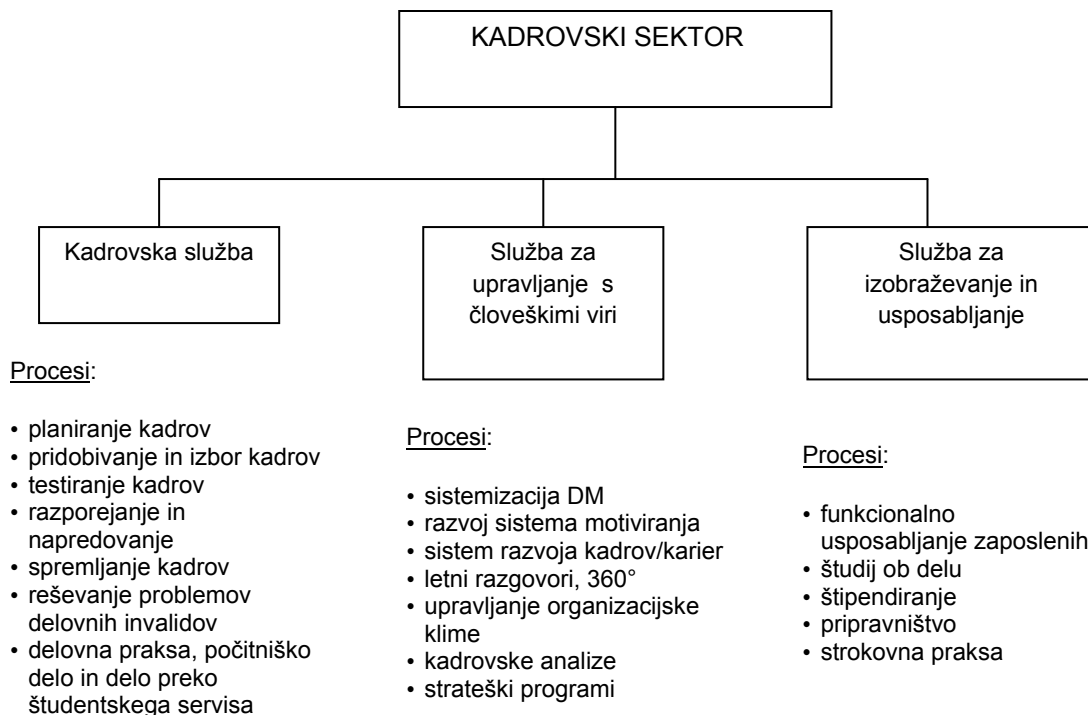 KADROVSKI SEKTOR
Kadrovska služba
Služba za
upravljanje s
človeškimi viri
Služba za
izobraževanje in
usposabljanje
Procesi:
• planiranje kadrov
• pridobivanje in izbor kadrov
• testiranje kadrov
• razporejanje in
napredovanje
• spremljanje kadrov
• reševanje problemov
delovnih invalidov
• delovna praksa, počitniško
delo in delo preko
študentskega servisa
Procesi:
• sistemizacija DM
• razvoj sistema motiviranja
• sistem razvoja kadrov/karier
• letni razgovori, 360°
• upravljanje organizacijske
klime
• kadrovske analize
• strateški programi
Procesi:
• funkcionalno
usposabljanje zaposlenih
• študij ob delu
• štipendiranje
• pripravništvo
• strokovna praksa